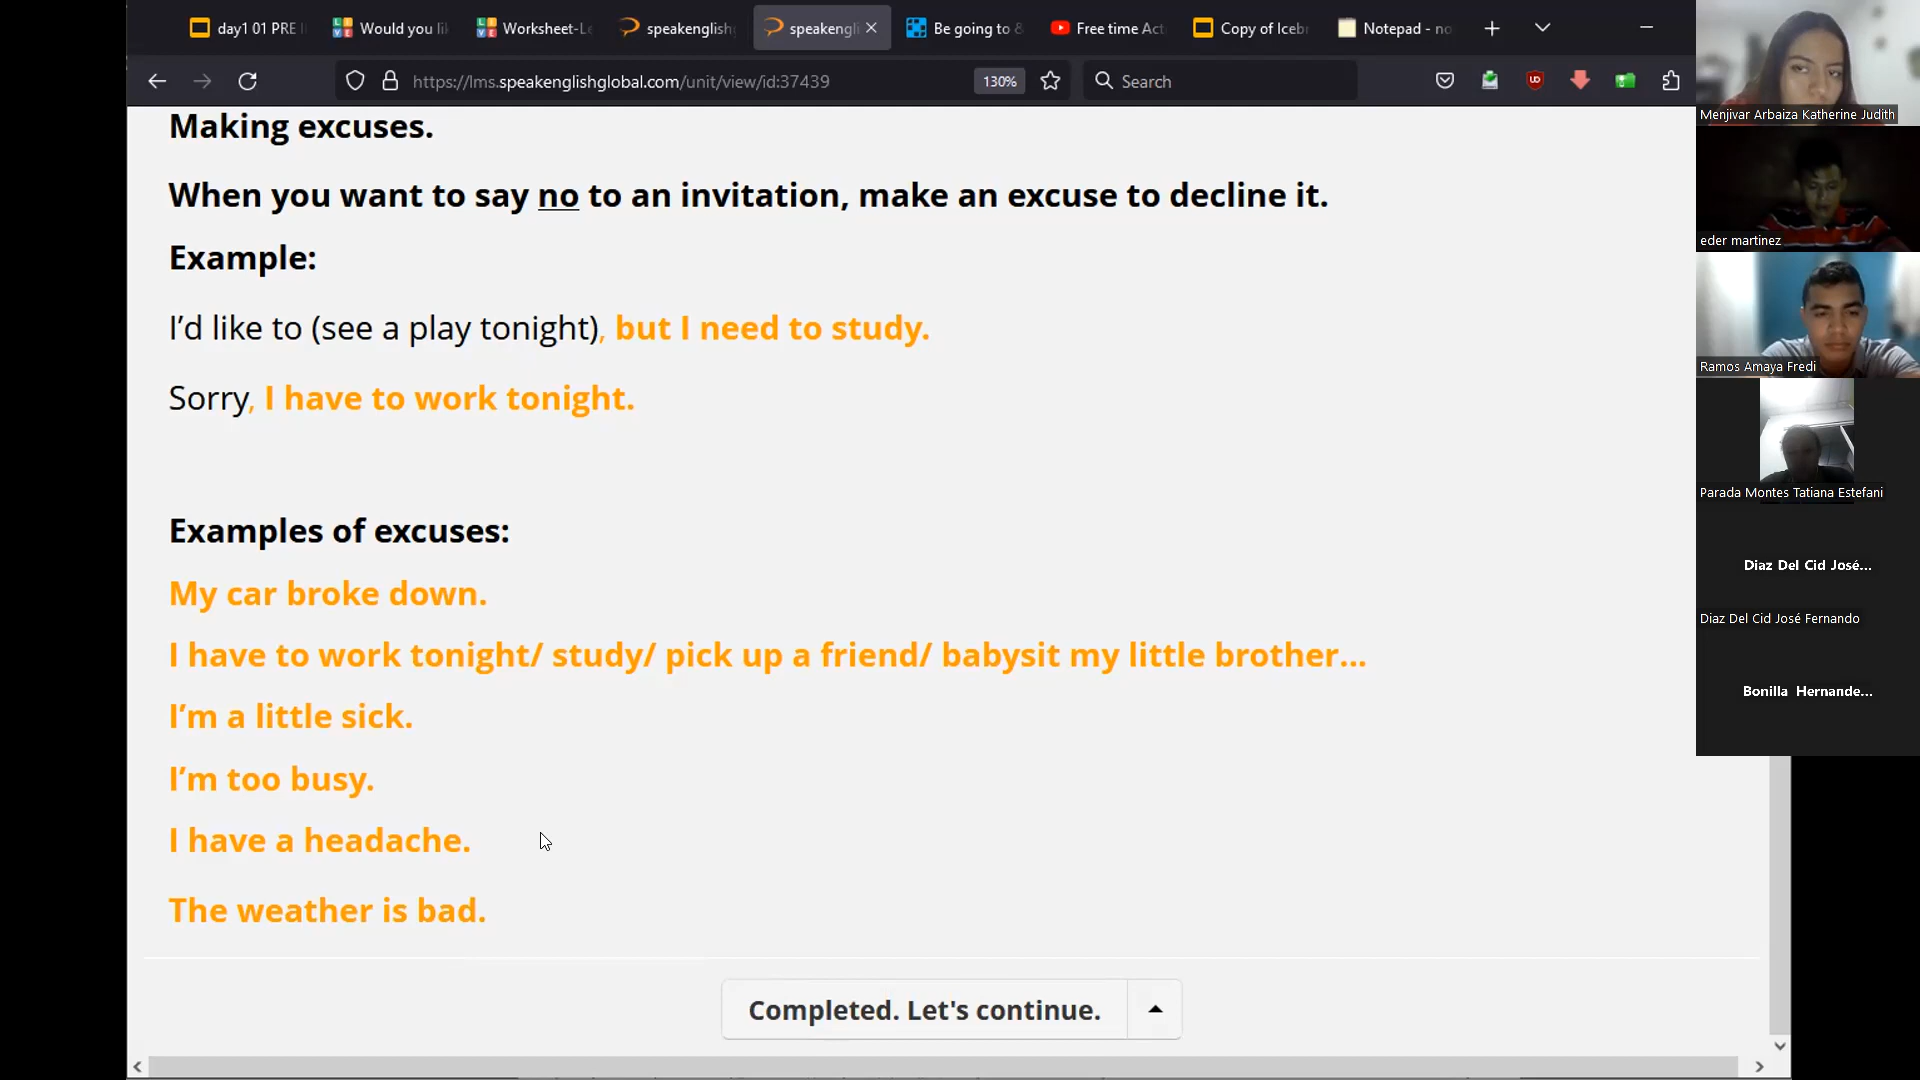 day1 01 PRE I
Would you li
Worksheet-Le
speakenglishg
speakengli
Be going to &
Free time Act
Copy of Iceb
Notepad - no
https://lms.speakenglishglobal.com/unit/view/id:37439
130%
Search
Making excuses.
When you want to say no to an invitation, make an excuse to decline it.
Example:
I’d like to (see a play tonight), but I need to study.
Sorry, I have to work tonight.
Examples of excuses:
My car broke down.
I have to work tonight/ study/ pick up a friend/ babysit my little brother...
I’m a little sick.
I’m too busy.
I have a headache.
The weather is bad.
Completed. Let's continue.
Menjivar Arbaiza Katherine Judith
eder martinez
Ramos Amaya Fredi
Parada Montes Tatiana Estefani
Diaz Del Cid José...
Diaz Del Cid José Fernando
Bonilla Hernande...